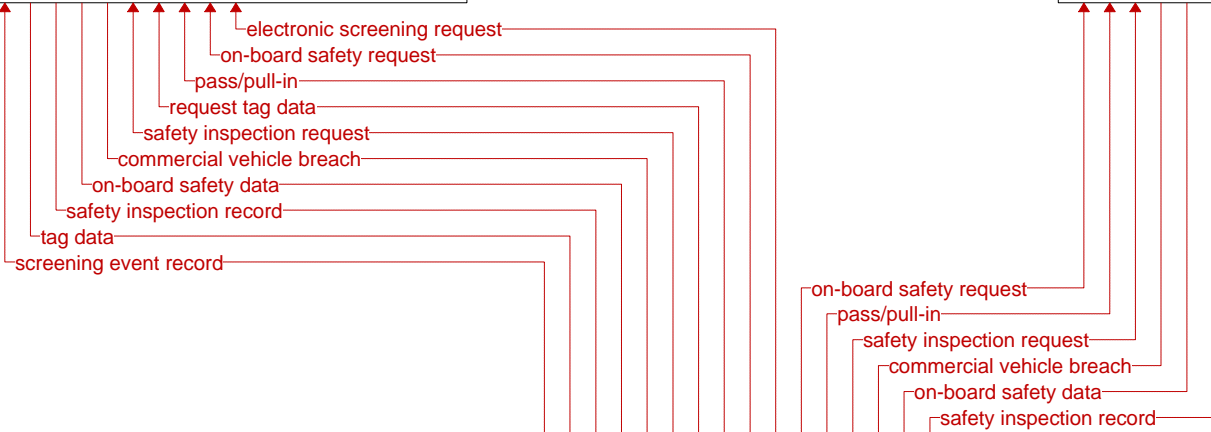 electronic screening request
on-board safety request
pass/pull-in
request tag data
safety inspection request
commercial vehicle breach
on-board safety data
safety inspection record
tag data
screening event record
on-board safety request
pass/pull-in
safety inspection request
commercial vehicle breach
on-board safety data
safety inspection record